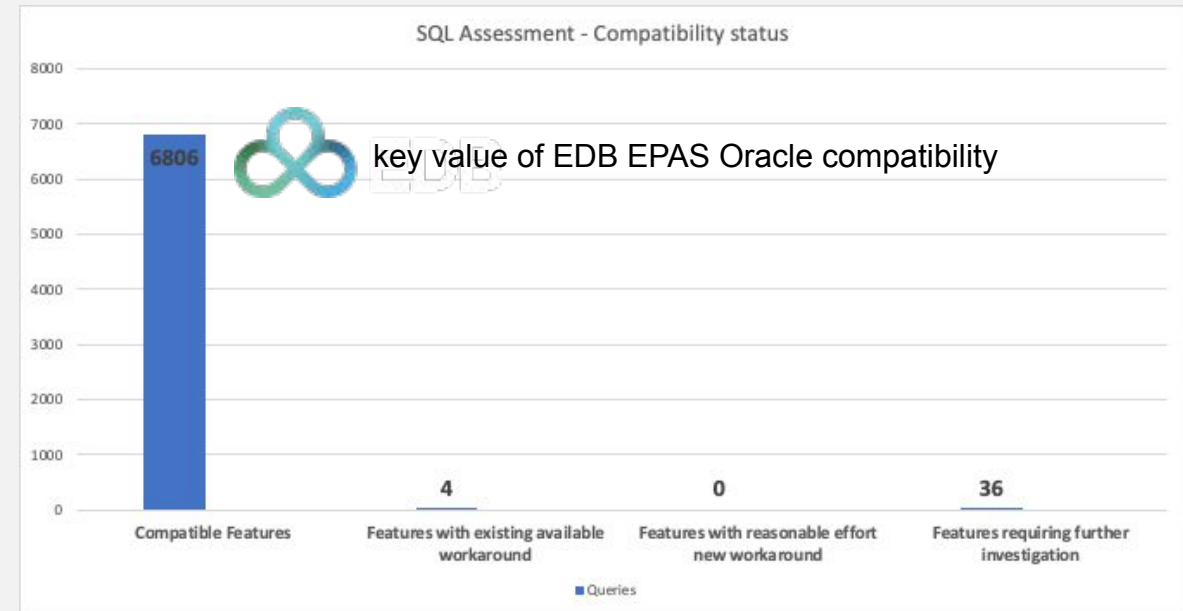 SQL Assessment - Compatibility status
8000
7000
6806
EDB
key value of EDB EPAS Oracle compatibility
6000
5000
4000
3000
2000
1000
4
0
36
0
Compatible Features
Features with existing available
workaround
Features with reasonable effort
new workaround
Features requiring further
investigation
Queries